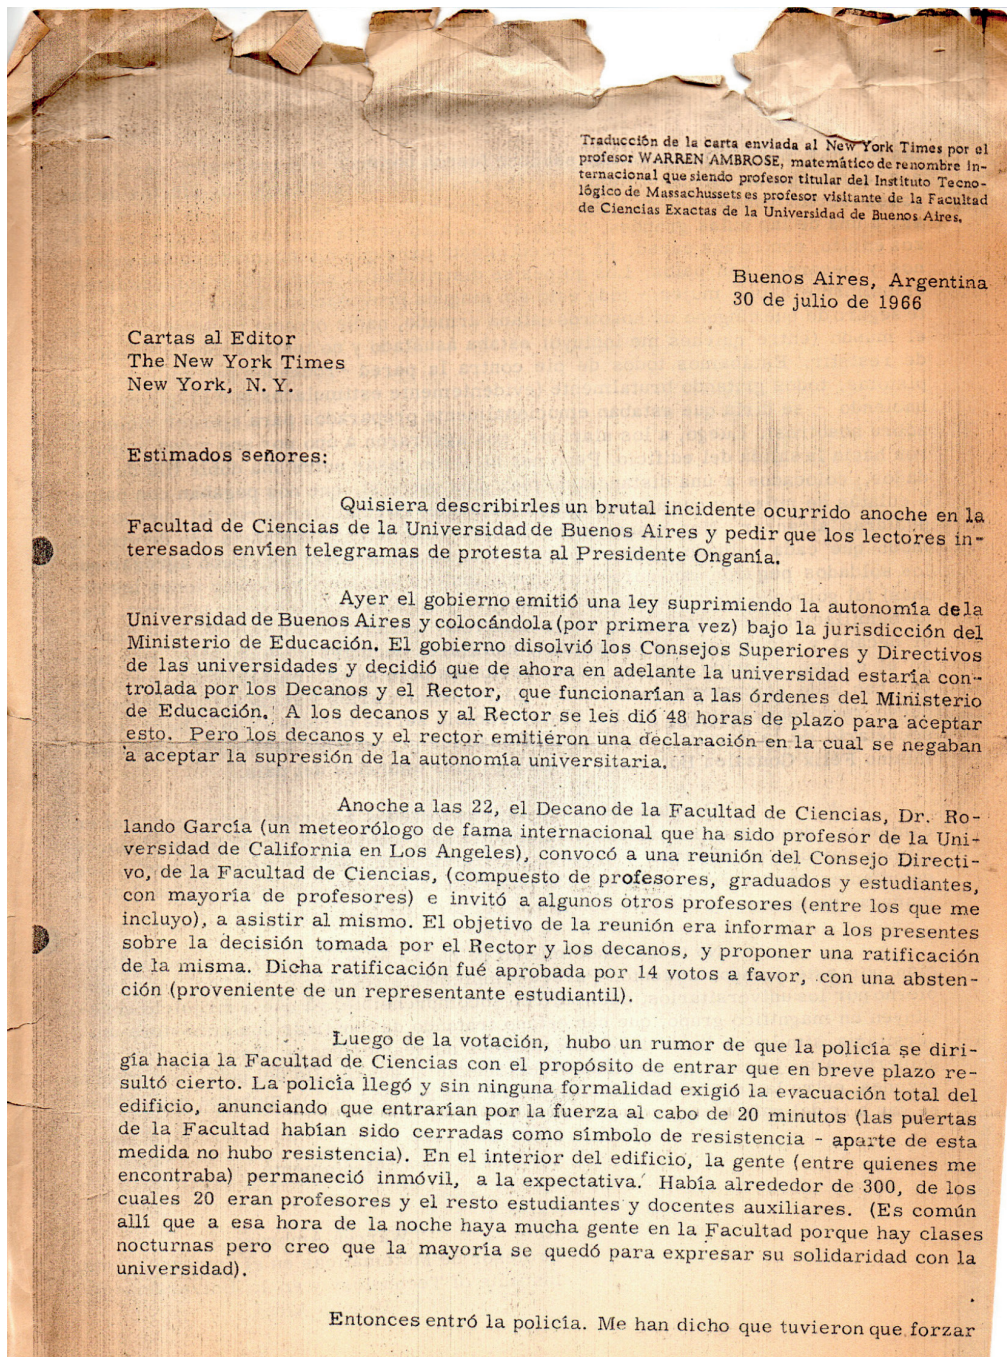 Traducción de la carta enviada al New York Times por el
profesor WARREN AMBROSE, matemático de renombre in-
ternacional que siendo profesor titular del Instituto Tecno-
lógico de Massachussets es profesor visitante de la Facultad
de Ciencias Exactas de la Universidad de Buenos Aires.
Buenos Aires, Argentina
30 de julio de 1966
Cartas al Editor
The New York Times
New York, N.Y.
Estimados señores:
Quisiera describirles un brutal incidente ocurrido anoche en la
Facultad de Ciencias de la Universidad de Buenos Aires y pedir que los lectores in-
teresados envíen telegramas de protesta al Presidente Onganía.
Ayer el gobierno emitió una ley suprimiendo la autonomía de la
Universidad de Buenos Aires y colocándola (por primera vez) bajo la jurisdicción del
Ministerio de Educación. El gobierno disolvió los Consejos Superiores y Directivos
de las universidades y decidió que de ahora en adelante la universidad estaría con-
trolada por los Decanos y el Rector, que funcionarían a las órdenes del Ministerio
de Educación. A los decanos y al Rector se les dió 48 horas de plazo para aceptar
esto. Pero los decanos y el rector emitieron una declaración en la cual se negaban
a aceptar la supresión de la autonomía universitaria.
Anoche a las 22, el Decano de la Facultad de Ciencias, Dr. Ro-
lando García (un meteorólogo de fama internacional que ha sido profesor de la Uni-
versidad de California en Los Angeles), convocó a una reunión del Consejo Directi-
vo, de la Facultad de Ciencias, (compuesto de profesores, graduados y estudiantes,
con mayoría de profesores) e invitó a algunos otros profesores (entre los que me
incluyo), a asistir al mismo. El objetivo de la reunión era informar a los presentes
sobre la decisión tomada por el Rector y los decanos, y proponer una ratificación
de la misma. Dicha ratificación fué aprobada por 14 votos a favor, con una absten-
ción (proveniente de un representante estudiantil).
Luego de la votación, hubo un rumor de que la policía se diri-
gía hacia la Facultad de Ciencias con el propósito de entrar que en breve plazo re-
sultó cierto. La policía llegó y sin ninguna formalidad exigió la evacuación total del
edificio, anunciando que entrarían por la fuerza al cabo de 20 minutos (las puertas
de la Facultad habían sido cerradas como símbolo de resistencia - aparte de esta
medida no hubo resistencia). En el interior del edificio, la gente (entre quienes me
encontraba) permaneció inmóvil, a la expectativa. Había alrededor de 300, de los
cuales 20 eran profesores y el resto estudiantes y docentes auxiliares. (Es común
allí que a esa hora de la noche haya mucha gente en la Facultad porque hay clases
nocturnas pero creo que la mayoría se quedó para expresar su solidaridad con la
universidad).
Entonces entró la policía. Me han dicho que tuvieron que forzar